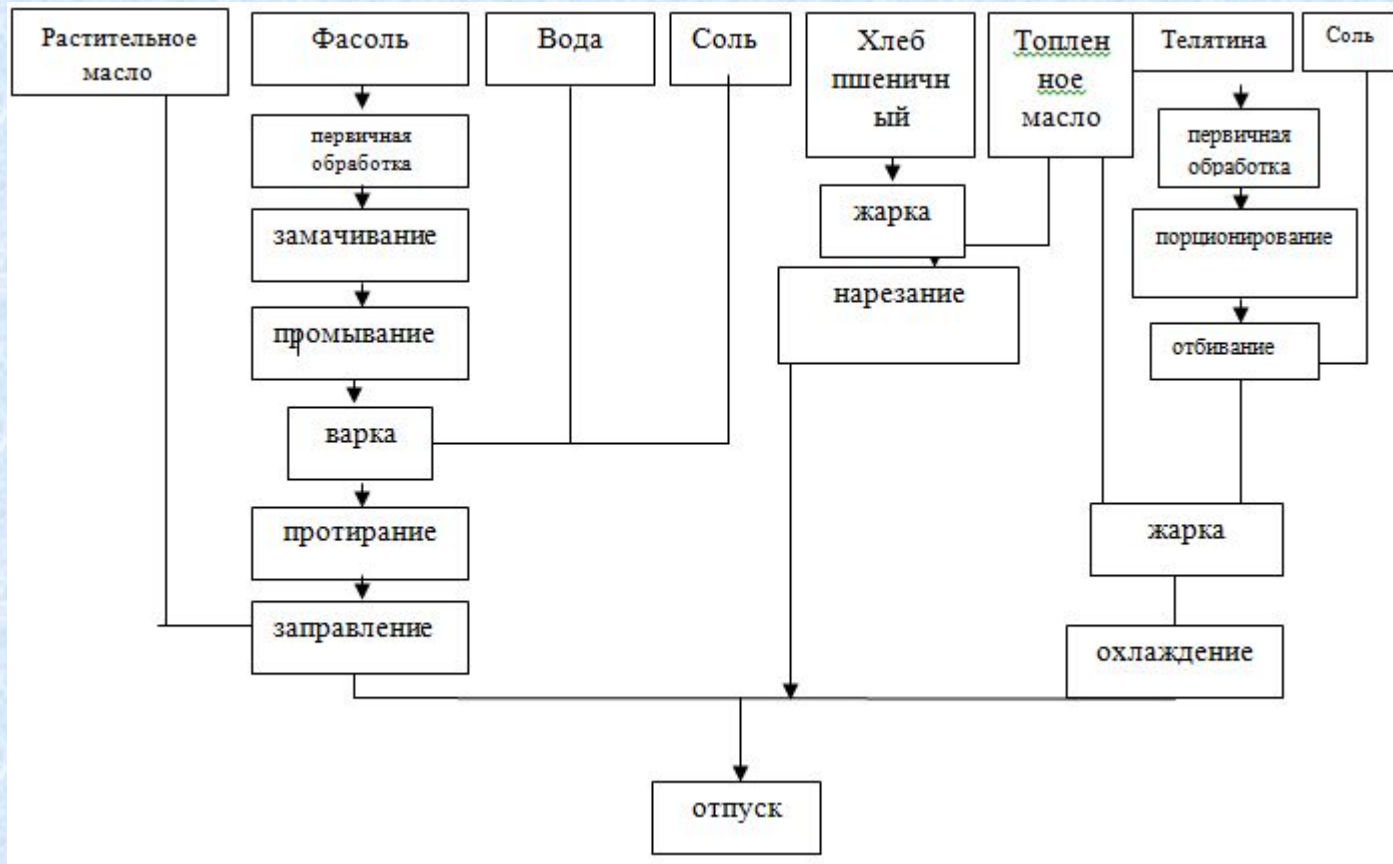 Растительное
масло
Фасоль
Вода
Соль
Хлеб
пшеничн
ый
Топлен
ное
масло
Телятина
Соль
первичная
обработка
замачивание
промывание
варка
протирание
заправление
жарка
нарезание
первичная
обработка
порционирование
отбивание
жарка
охлаждение
отпуск